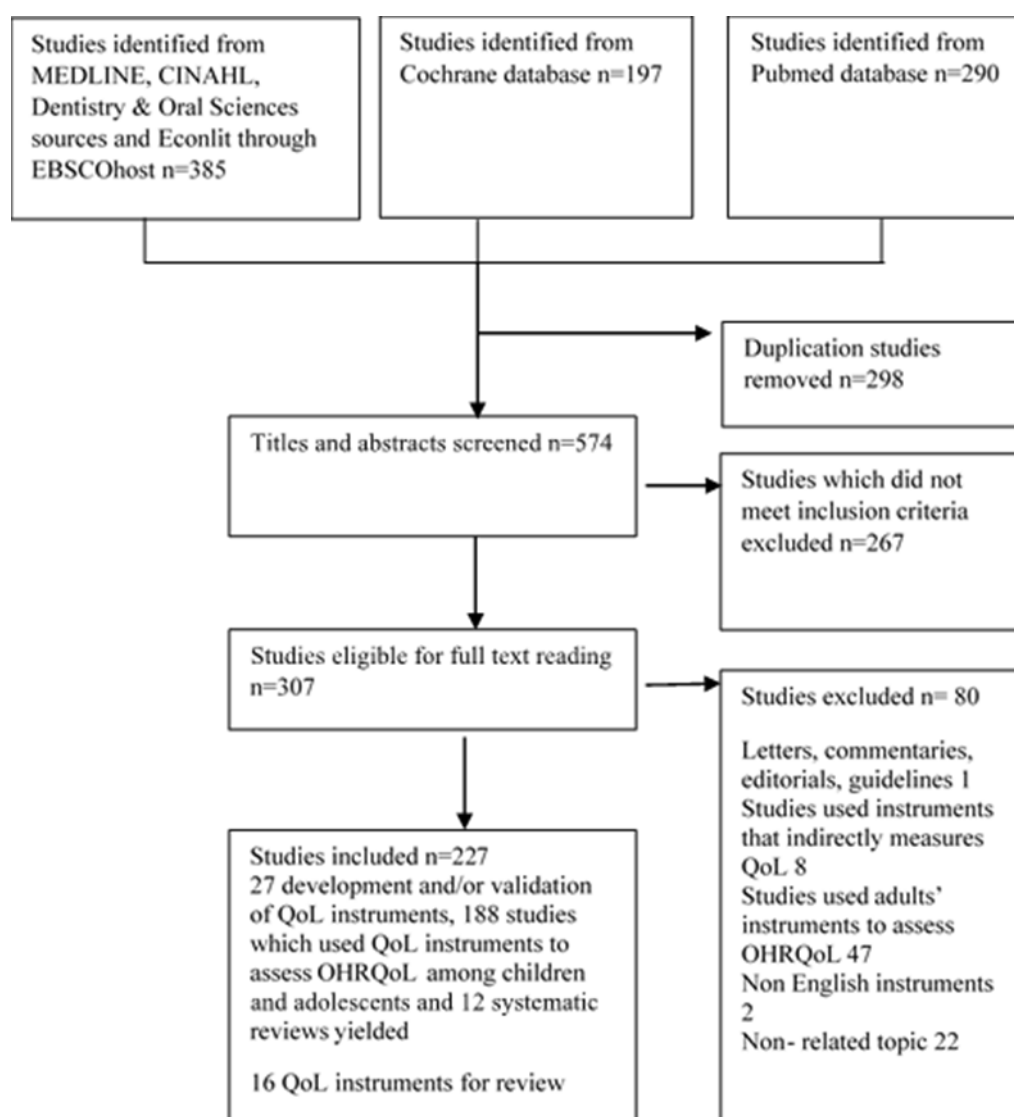 Studies identified from
MEDLINE, CINAHL,
Dentistry & Oral Sciences
sources and Econlit through
EBSCOhost n=385
Studies identified from
Cochrane database n=197
Studies identified from
Pubmed database n=290
Duplication studies
removed n=298
Titles and abstracts screened n=574
Studies which did not
meet inclusion criteria
excluded n=267
Studies eligible for full text reading
n=307
Studies excluded n= 80
Letters, commentaries,
editorials, guidelines 1
Studies used instruments
that indirectly measures
QoL 8
Studies used adults'
instruments to assess
OHRQoL 47
Non English instruments
2
Non- related topic 22
Studies included n=227
27 development and/or validation
of QoL instruments, 188 studies
which used QoL instruments to
assess OHRQoL among children
and adolescents and 12 systematic
reviews yielded
16 QoL instruments for review